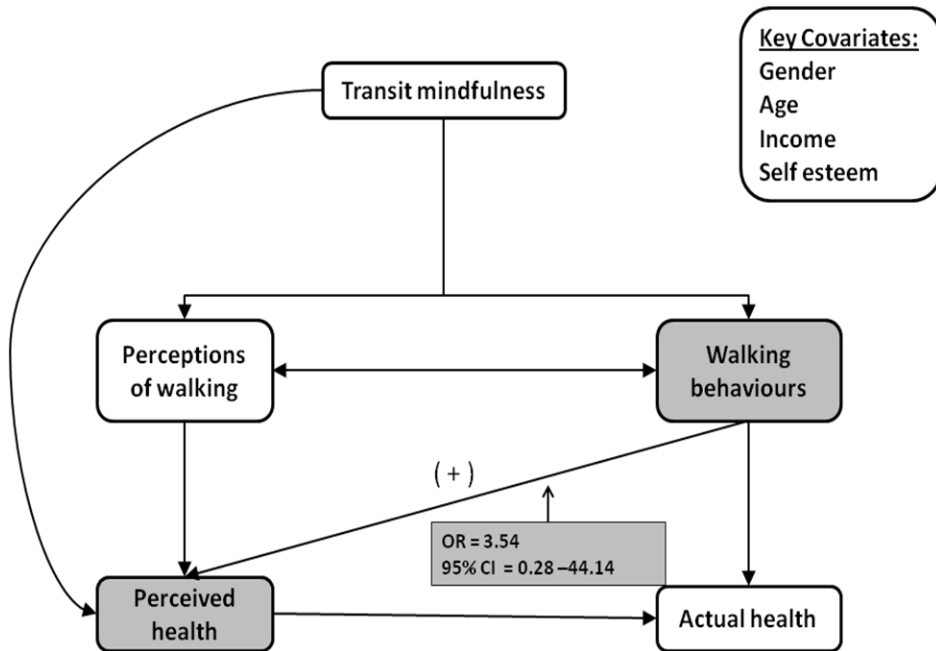 Key Covariates:
Gender
Age
Income
Self esteem
Transit mindfulness
Perceptions
of walking
Walking
behaviours
( + )
OR = 3.54
95% CI = 0.28 –44.14
Perceived
health
Actual health